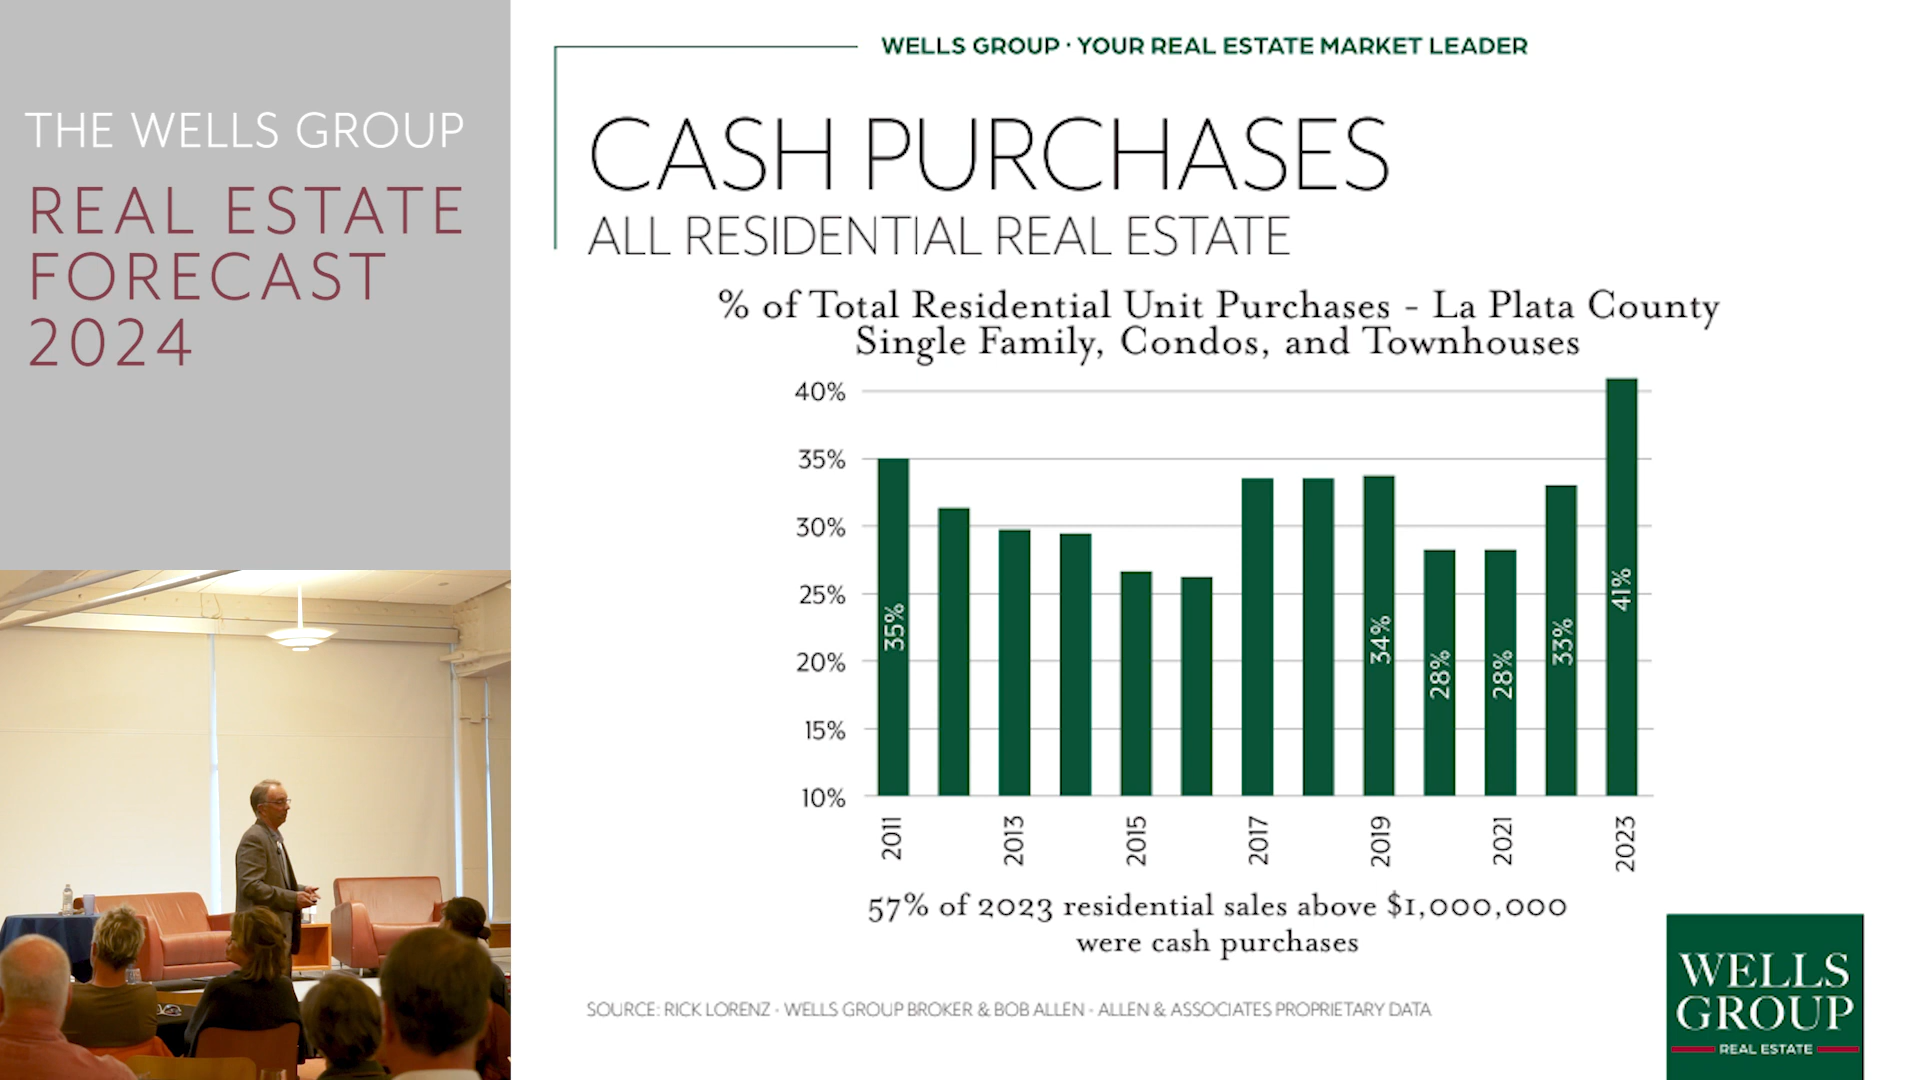 THE WELLS GROUP
REAL ESTATE
FORECAST
2024
WELLS GROUP · YOUR REAL ESTATE MARKET LEADER
CASH PURCHASES
ALL RESIDENTIAL REAL ESTATE
% of Total Residential Unit Purchases - La Plata County
Single Family, Condos, and Townhouses
40%
35%
30%
25%
20%
15%
10%
35%
34%
28%
28%
33%
41%
2011
2013
2015
2017
2019
2021
2023
57% of 2023 residential sales above $1,000,000
were cash purchases
SOURCE: RICK LORENZ - WELLS GROUP BROKER & BOB ALLEN - ALLEN & ASSOCIATES PROPRIETARY DATA
WELLS
GROUP
REAL ESTATE